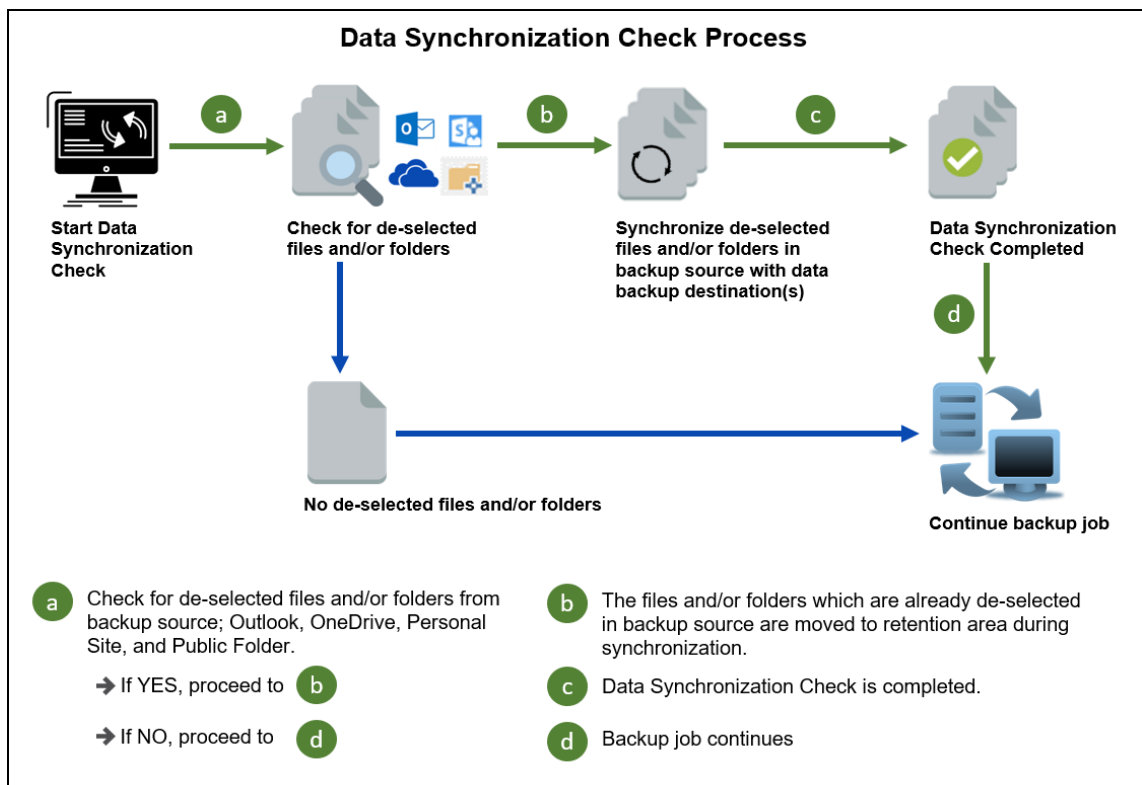 Data Synchronization Check Process
a
b
c
O
S
Start Data
Synchronization
Check
Check for de-selected
files and/or folders
Synchronize de-selected
files and/or folders in
backup source with data
backup destination(s)
Data Synchronization
Check Completed
d
No de-selected files and/or folders
Continue backup job
a
Check for de-selected files and/or folders from
backup source; Outlook, OneDrive, Personal
Site, and Public Folder.
→ If YES, proceed to b
→ If NO, proceed to d
b
The files and/or folders which are already de-selected
in backup source are moved to retention area during
synchronization.
c Data Synchronization Check is completed.
d Backup job continues